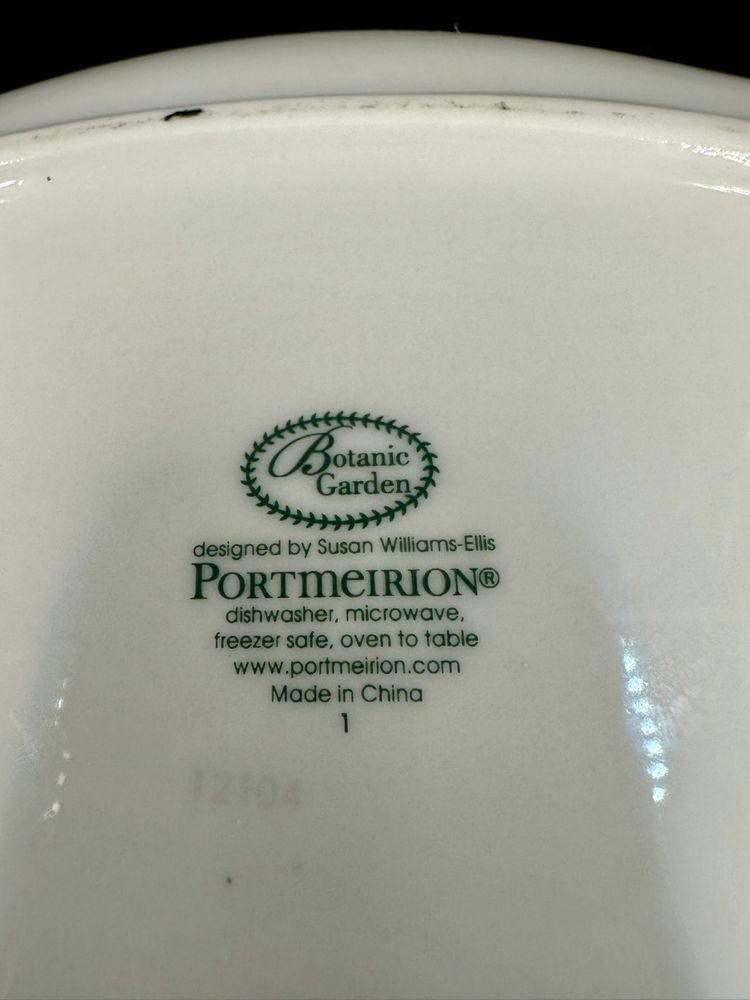 Botanic
Garden
designed by Susan Williams-Ellis
PORTMEIRION®
dishwasher, microwave,
freezer safe, oven to table
www.portmeirion.com
Made in China
1
12104